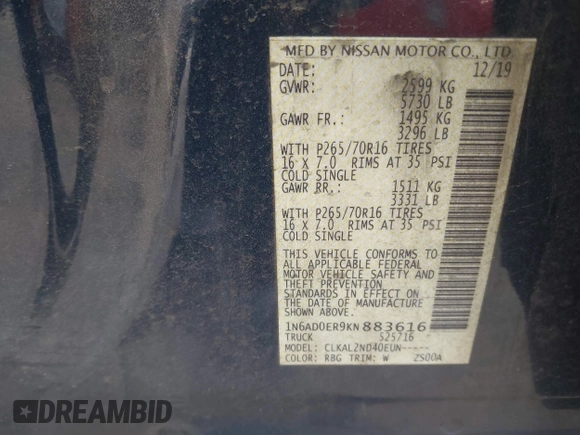 MFD BY NISSAN MOTOR CO., LTD
DATE: 12/19
GVWR: 2599 KG
5730 LB
GAWR FR.: 1495 KG
3296 LB
WITH P265/70R16 TIRES
16 X 7.0 RIMS AT 35 PSI
COLD SINGLE
GAWR RR.: 1511 KG
3331 LB
WITH P265/70R16 TIRES
16 X 7.0 RIMS AT 35 PSI
COLD SINGLE
THIS VEHICLE CONFORMS TO
ALL APPLICABLE FEDERAL
MOTOR VEHICLE SAFETY AND
THEFT PREVENTION
STANDARDS IN EFFECT ON
THE DATE OF MANUFACTURE
SHOWN ABOVE.
1N6AD0ER9KN883616
TRUCK 525716
MODEL: CLKALZND40EUN-----
COLOR: RBG TRIM: W ZS00A
DREAMBID